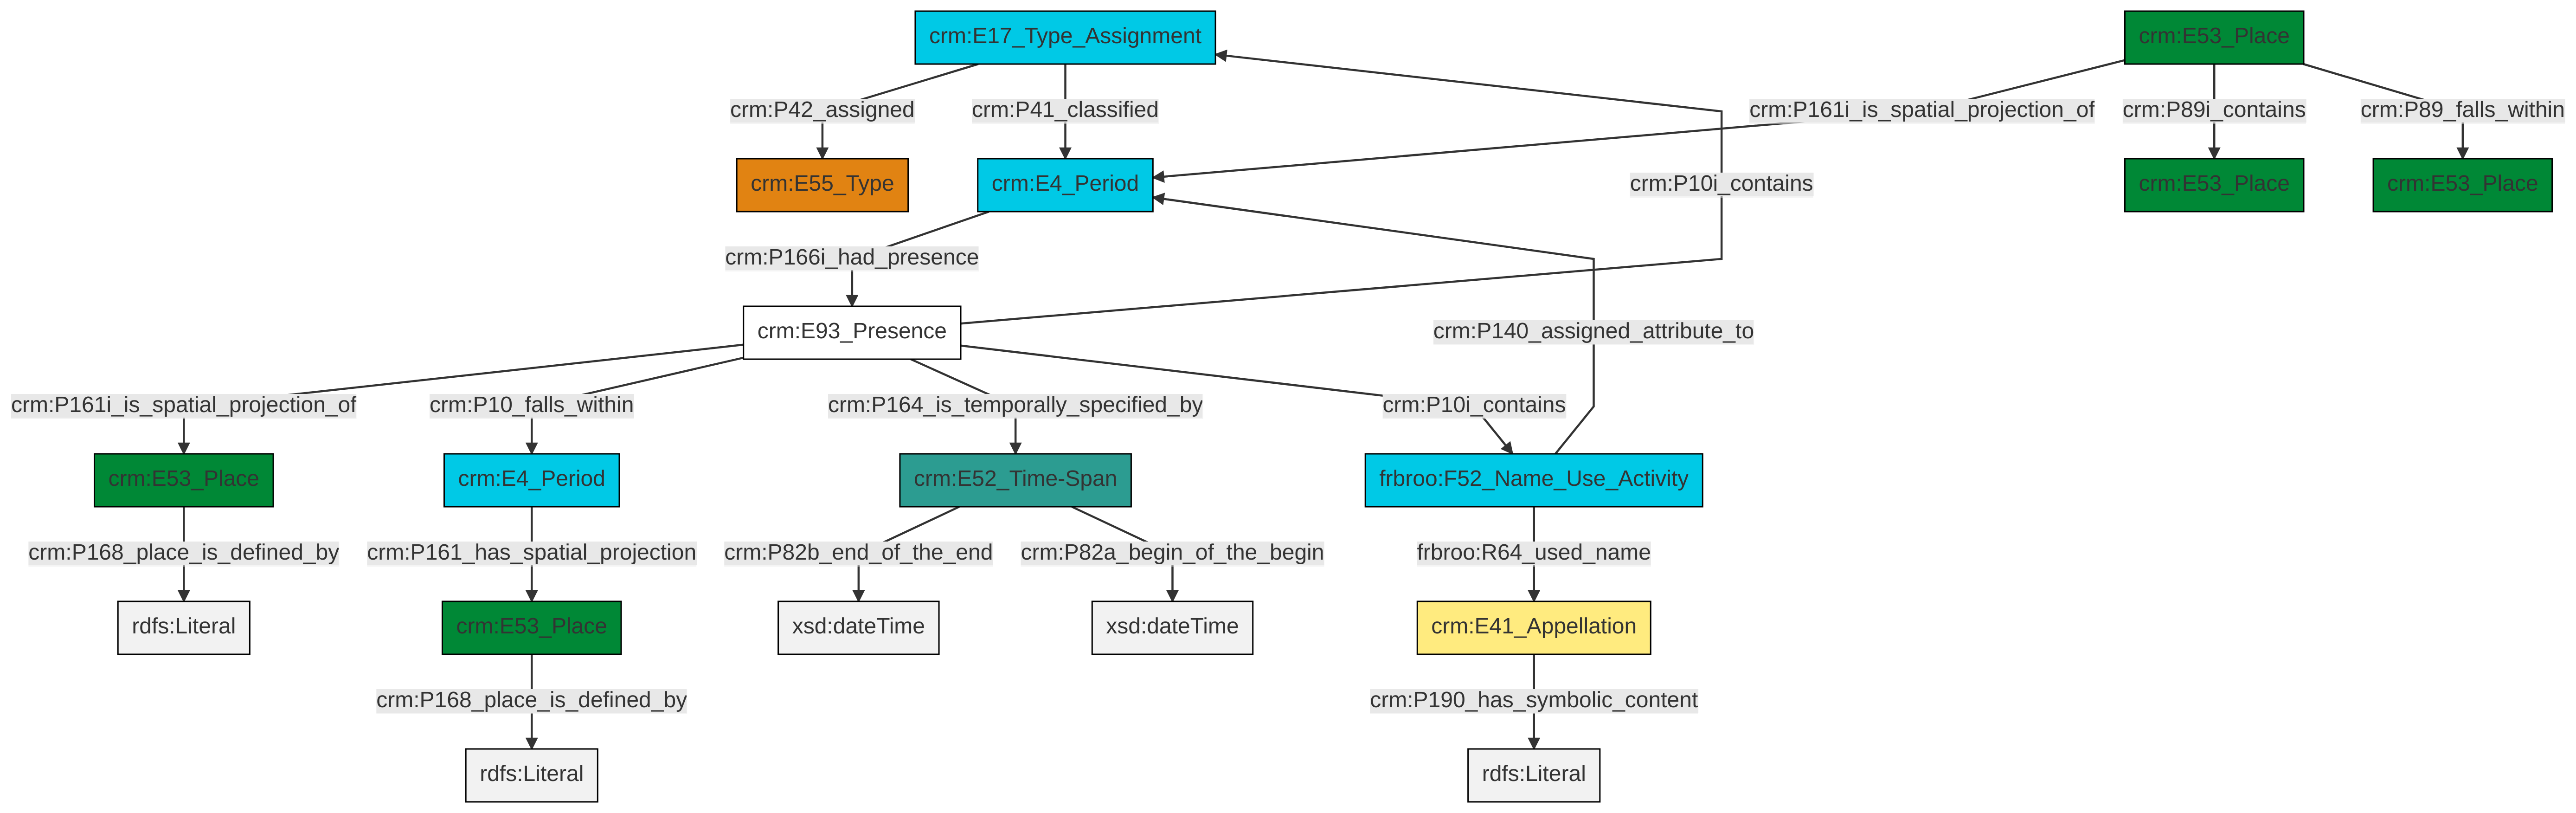 crm:E17_Type_Assignment
crm:E53_Place
crm:P42_assigned
crm:P41_classified
crm:P161i_is_spatial_projection_of
crm:P89i_contains
crm:P89_falls_within
crm:E55_Type
crm:E4_Period
crm:P10i_contains
crm:E53_Place
crm:E53_Place
crm:P166i_had_presence
crm:E93_Presence
crm:P140_assigned_attribute_to
crm:P161i_is_spatial_projection_of
crm:P10_falls_within
crm:P164_is_temporally_specified_by
crm:P10i_contains
crm:E53_Place
crm:E4_Period
crm:E52_Time-Span
frbroo:F52_Name_Use_Activity
crm:P168_place_is_defined_by
crm:P161_has_spatial_projection
crm:P82b_end_of_the_end
crm:P82a_begin_of_the_begin
frbroo:R64_used_name
rdfs:Literal
crm:E53_Place
xsd:dateTime
xsd:dateTime
crm:E41_Appellation
crm:P168_place_is_defined_by
crm:P190_has_symbolic_content
rdfs:Literal
rdfs:Literal